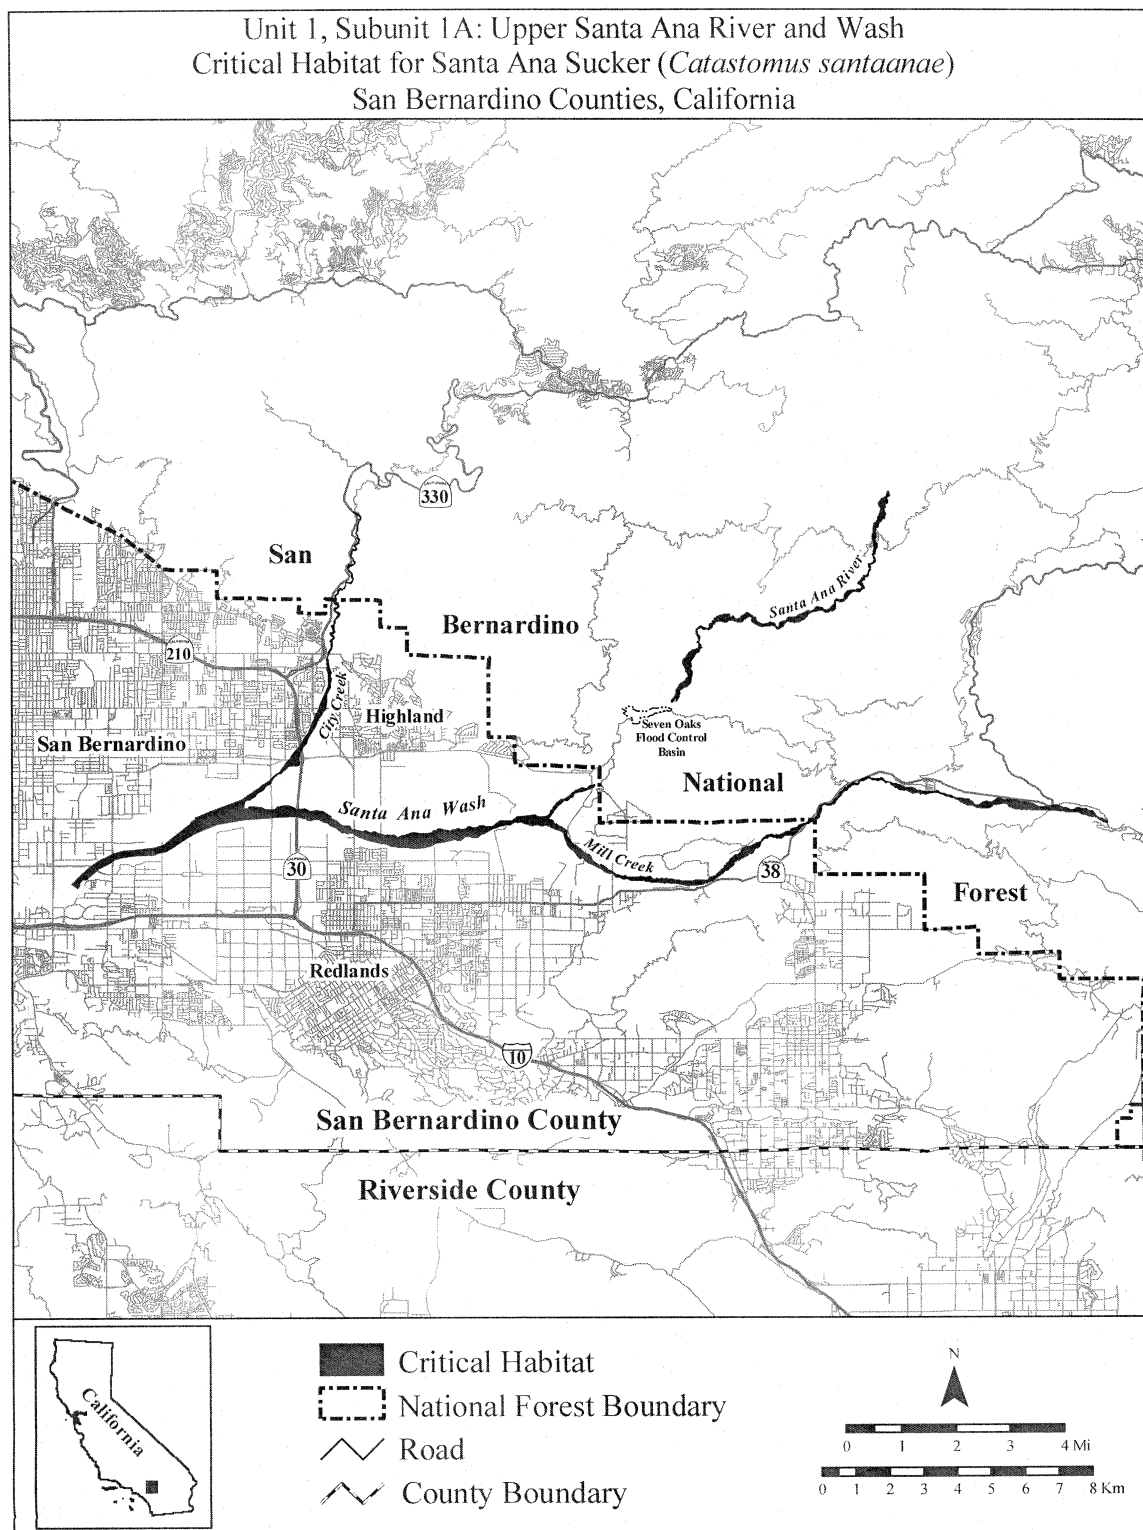 Unit 1, Subunit 1A: Upper Santa Ana River and Wash
Critical Habitat for Santa Ana Sucker (Catastomus santaanae)
San Bernardino Counties, California
330
San
Santa Ana River
Bernardino
210
City Creek
Highland
Seven Oaks
Flood Control
Basin
San Bernardino
National
Santa Ana Wash
Mill Creek
30
38
Forest
Redlands
10
San Bernardino County
Riverside County
California
Critical Habitat
National Forest Boundary
Road
County Boundary
N
0 1 2 3 4 Mi
0 1 2 3 4 5 6 7 8 Km